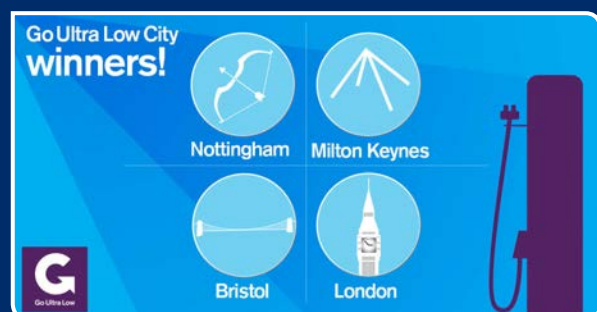 Go Ultra Low City
winners!
Nottingham
Milton Keynes
Bristol
London
G
Go Ultra Low